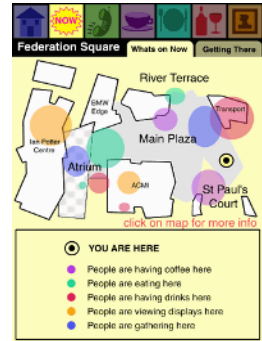 NOW
Federation Square
Whats on Now
Getting There
River Terrace
BMW
Edge
Transport
Ian Potter
Centre
Main Plaza
Atrium
ACMI
St Paul's
Court
click on map for more info
YOU ARE HERE
People are having coffee here
People are eating here
People are having drinks here
People are viewing displays here
People are gathering here